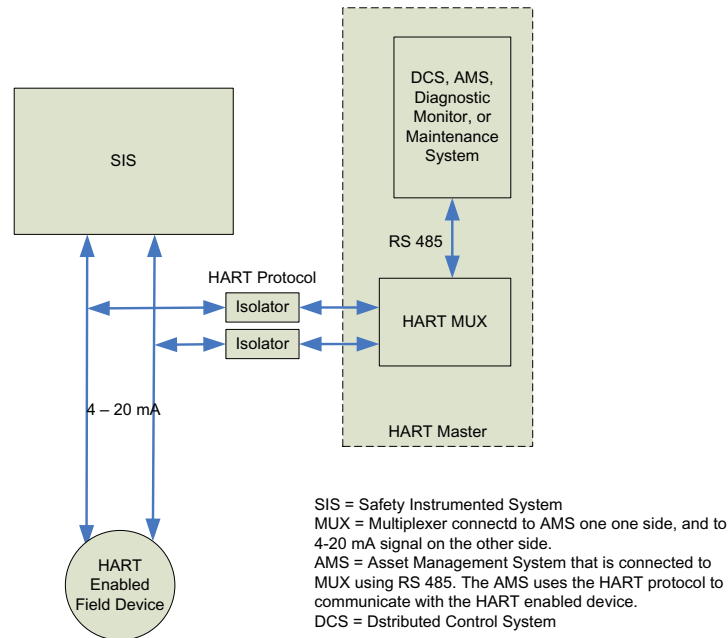 DCS, AMS,
Diagnostic
Monitor, or
Maintenance
System
SIS
RS 485
HART Protocol
Isolator
HART MUX
Isolator
4 – 20 mA
HART Master
SIS = Safety Instrumented System
MUX = Multiplexer connectd to AMS one one side, and to
4-20 mA signal on the other side.
AMS = Asset Management System that is connected to
MUX using RS 485. The AMS uses the HART protocol to
communicate with the HART enabled device.
DCS = Dstributed Control System
HART
Enabled
Field Device